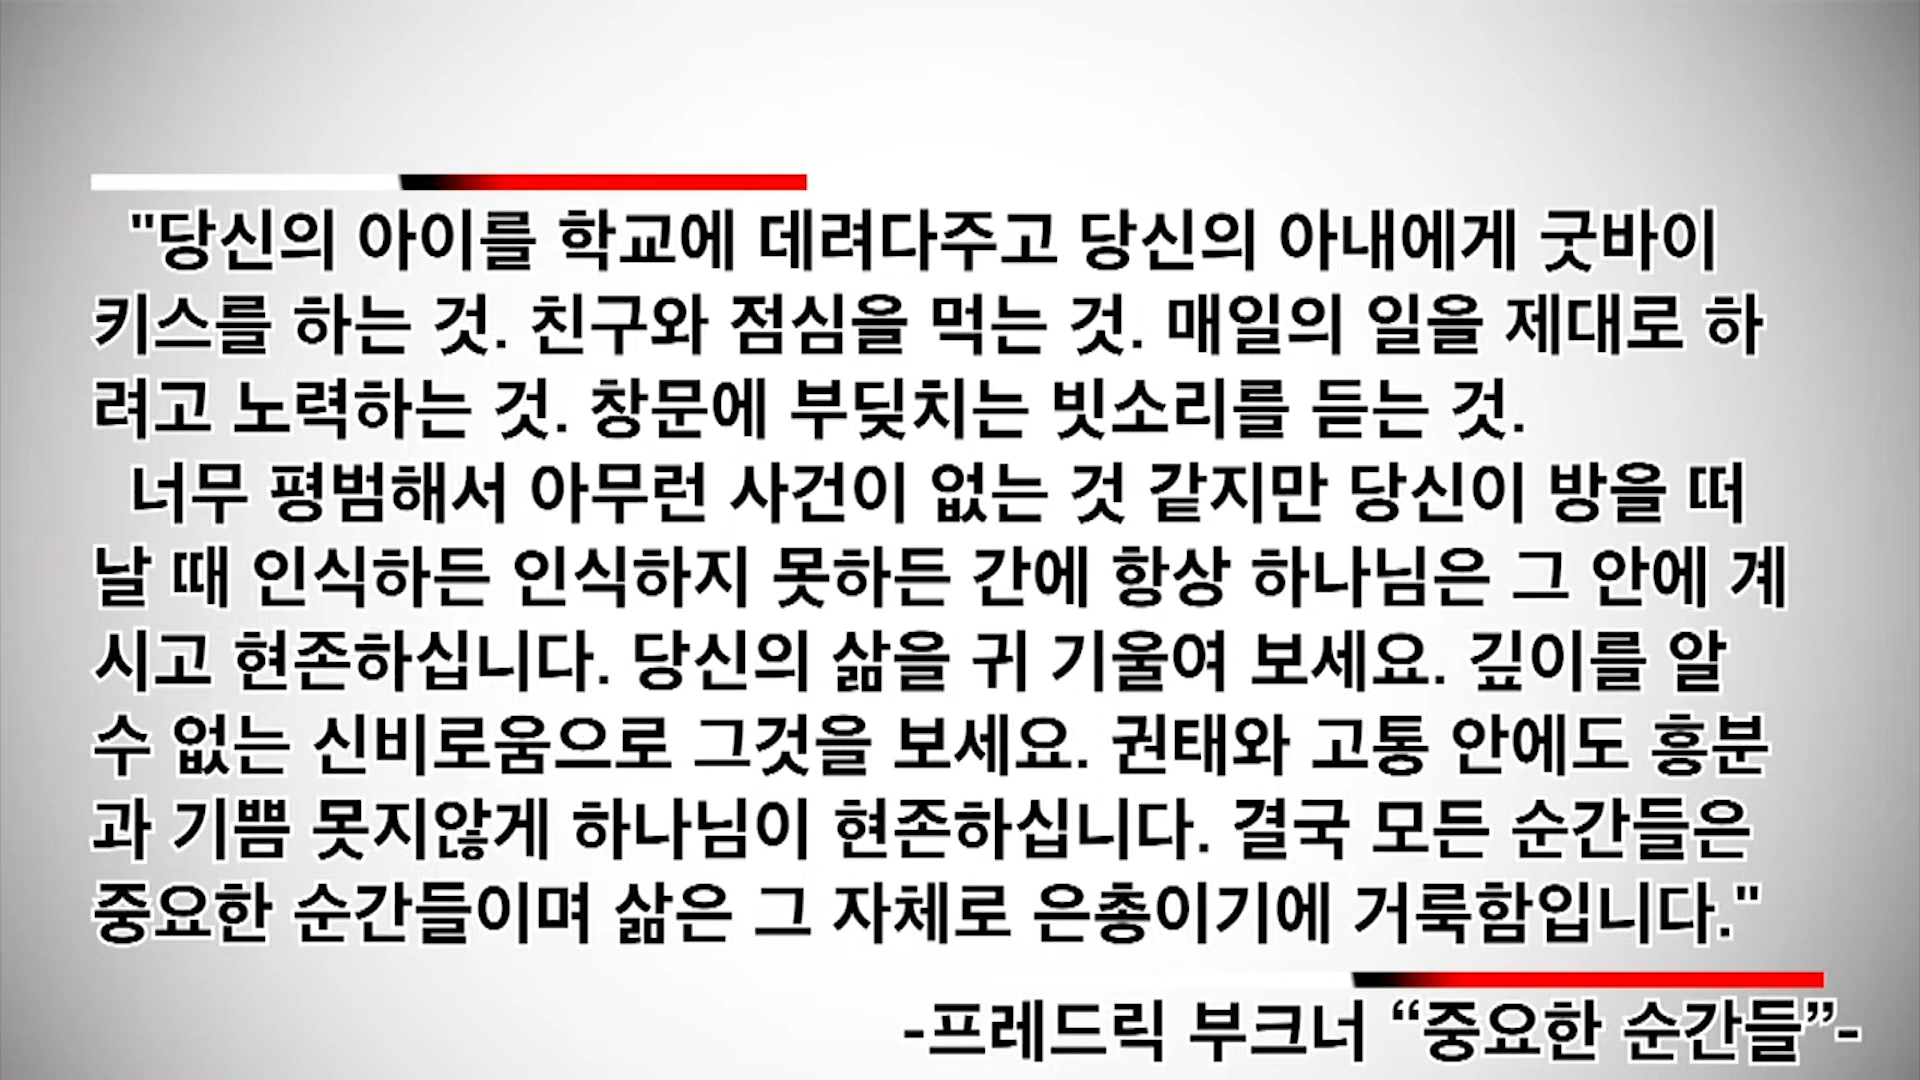 "당신의 아이를 학교에 데려다주고 당신의 아내에게 굿바이
키스를 하는 것. 친구와 점심을 먹는 것. 매일의 일을 제대로 하
려고 노력하는 것. 창문에 부딪치는 빗소리를 듣는 것.
너무 평범해서 아무런 사건이 없는 것 같지만 당신이 방을 떠
날 때 인식하든 인식하지 못하든 간에 항상 하나님은 그 안에 계
시고 현존하십니다. 당신의 삶을 귀 기울여 보세요. 깊이를 알
수 없는 신비로움으로 그것을 보세요. 권태와 고통 안에도 흥분
과 기쁨 못지않게 하나님이 현존하십니다. 결국 모든 순간들은
중요한 순간들이며 삶은 그 자체로 은총이기에 거룩함입니다."
-프레드릭 부크너 “중요한 순간들”-